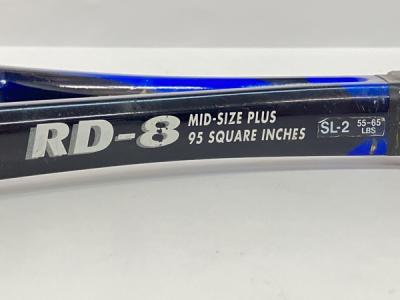 RD-8
MID-SIZE PLUS
95 SQUARE INCHES
SL-2
55-65
LBS